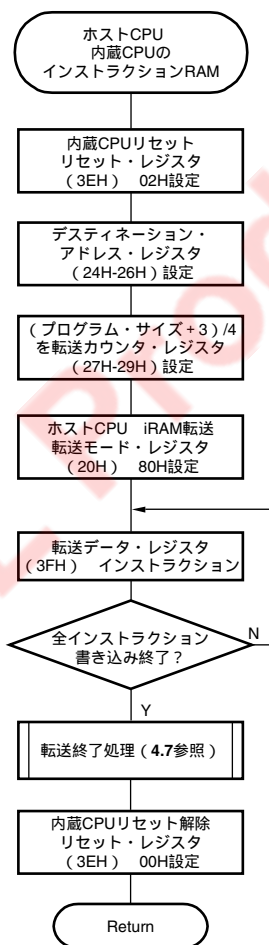 ホストCPU
内蔵CPUの
インストラクションRAM
内蔵CPUリセット
リセット・レジスタ
（3EH） 02H設定
デスティネーション・
アドレス・レジスタ
（24H-26H）設定
（プログラム・サイズ+3）/4
を転送カウンタ・レジスタ
（27H-29H）設定
ホストCPU iRAM転送
転送モード・レジスタ
（20H） 80H設定
転送データ・レジスタ
（3FH） インストラクション
全インストラクション
書き込み終了？
N
Y
転送終了処理（4.7参照）
内蔵CPUリセット解除
リセット・レジスタ
（3EH） 00H設定
Return